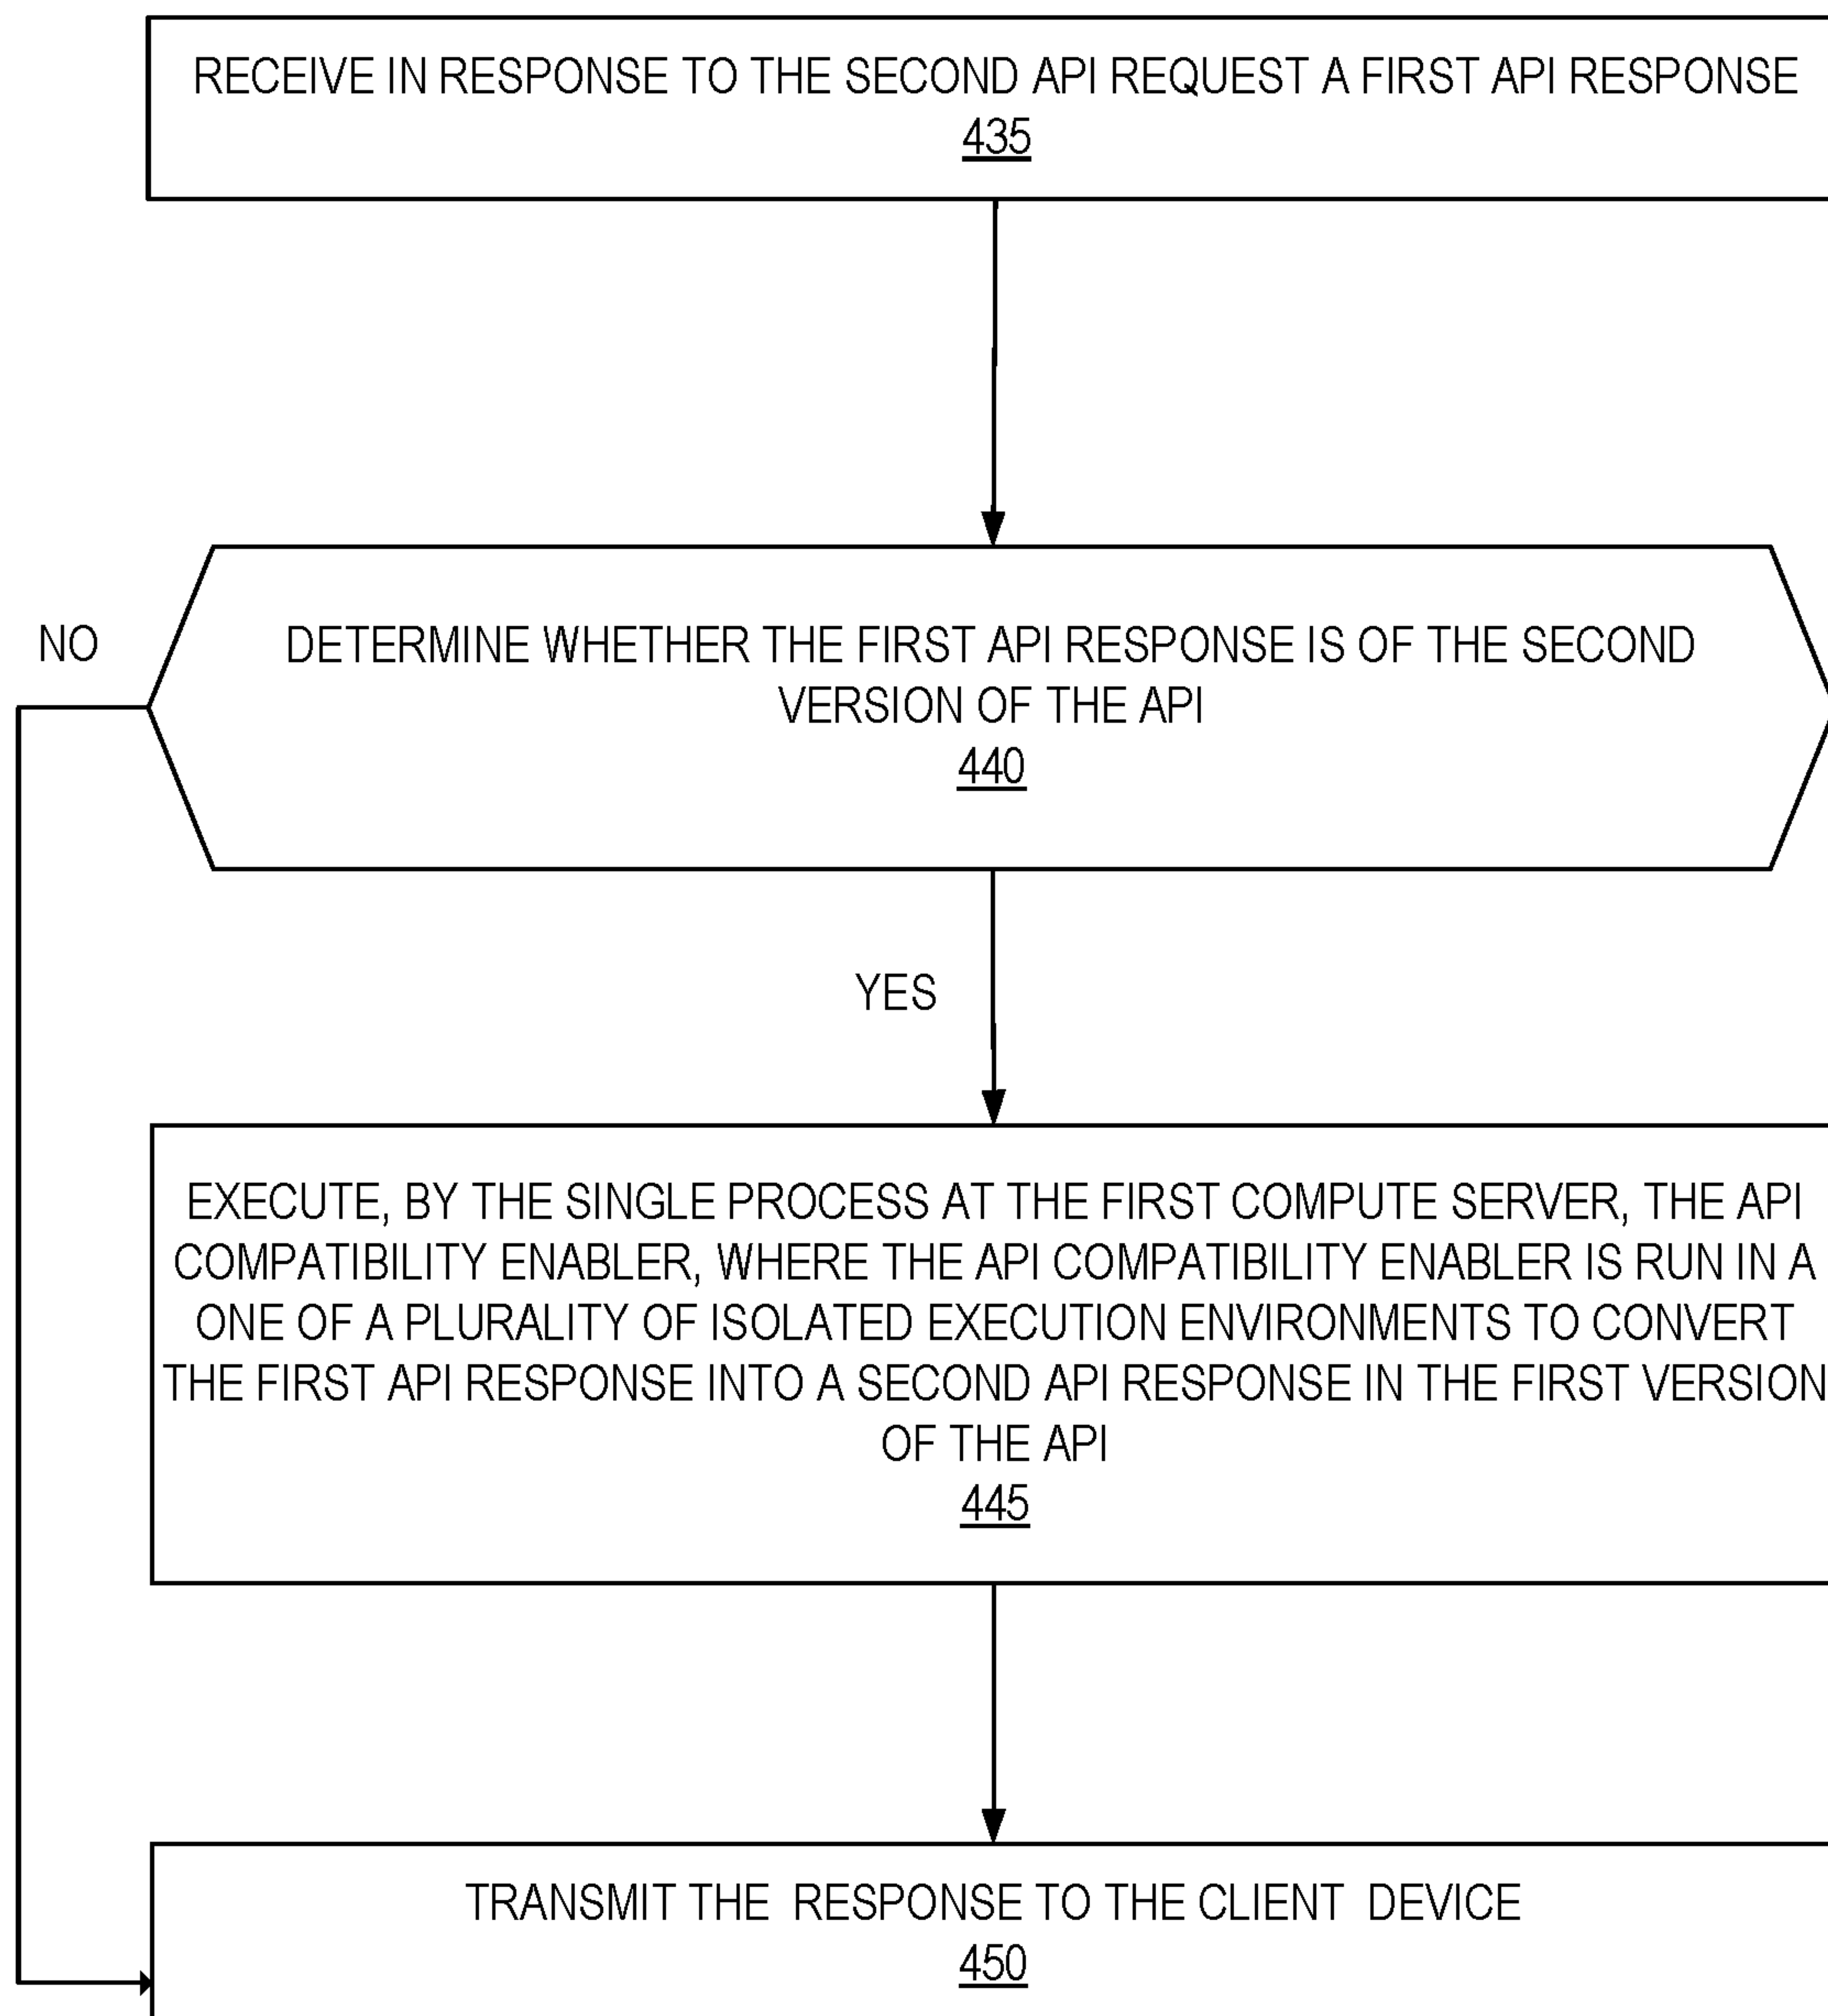 RECEIVE IN RESPONSE TO THE SECOND API REQUEST A FIRST API RESPONSE
435
NO
DETERMINE WHETHER THE FIRST API RESPONSE IS OF THE SECOND
VERSION OF THE API
440
YES
EXECUTE, BY THE SINGLE PROCESS AT THE FIRST COMPUTE SERVER, THE API
COMPATIBILITY ENABLER, WHERE THE API COMPATIBILITY ENABLER IS RUN IN A
ONE OF A PLURALITY OF ISOLATED EXECUTION ENVIRONMENTS TO CONVERT
THE FIRST API RESPONSE INTO A SECOND API RESPONSE IN THE FIRST VERSION
OF THE API
445
TRANSMIT THE RESPONSE TO THE CLIENT DEVICE
450